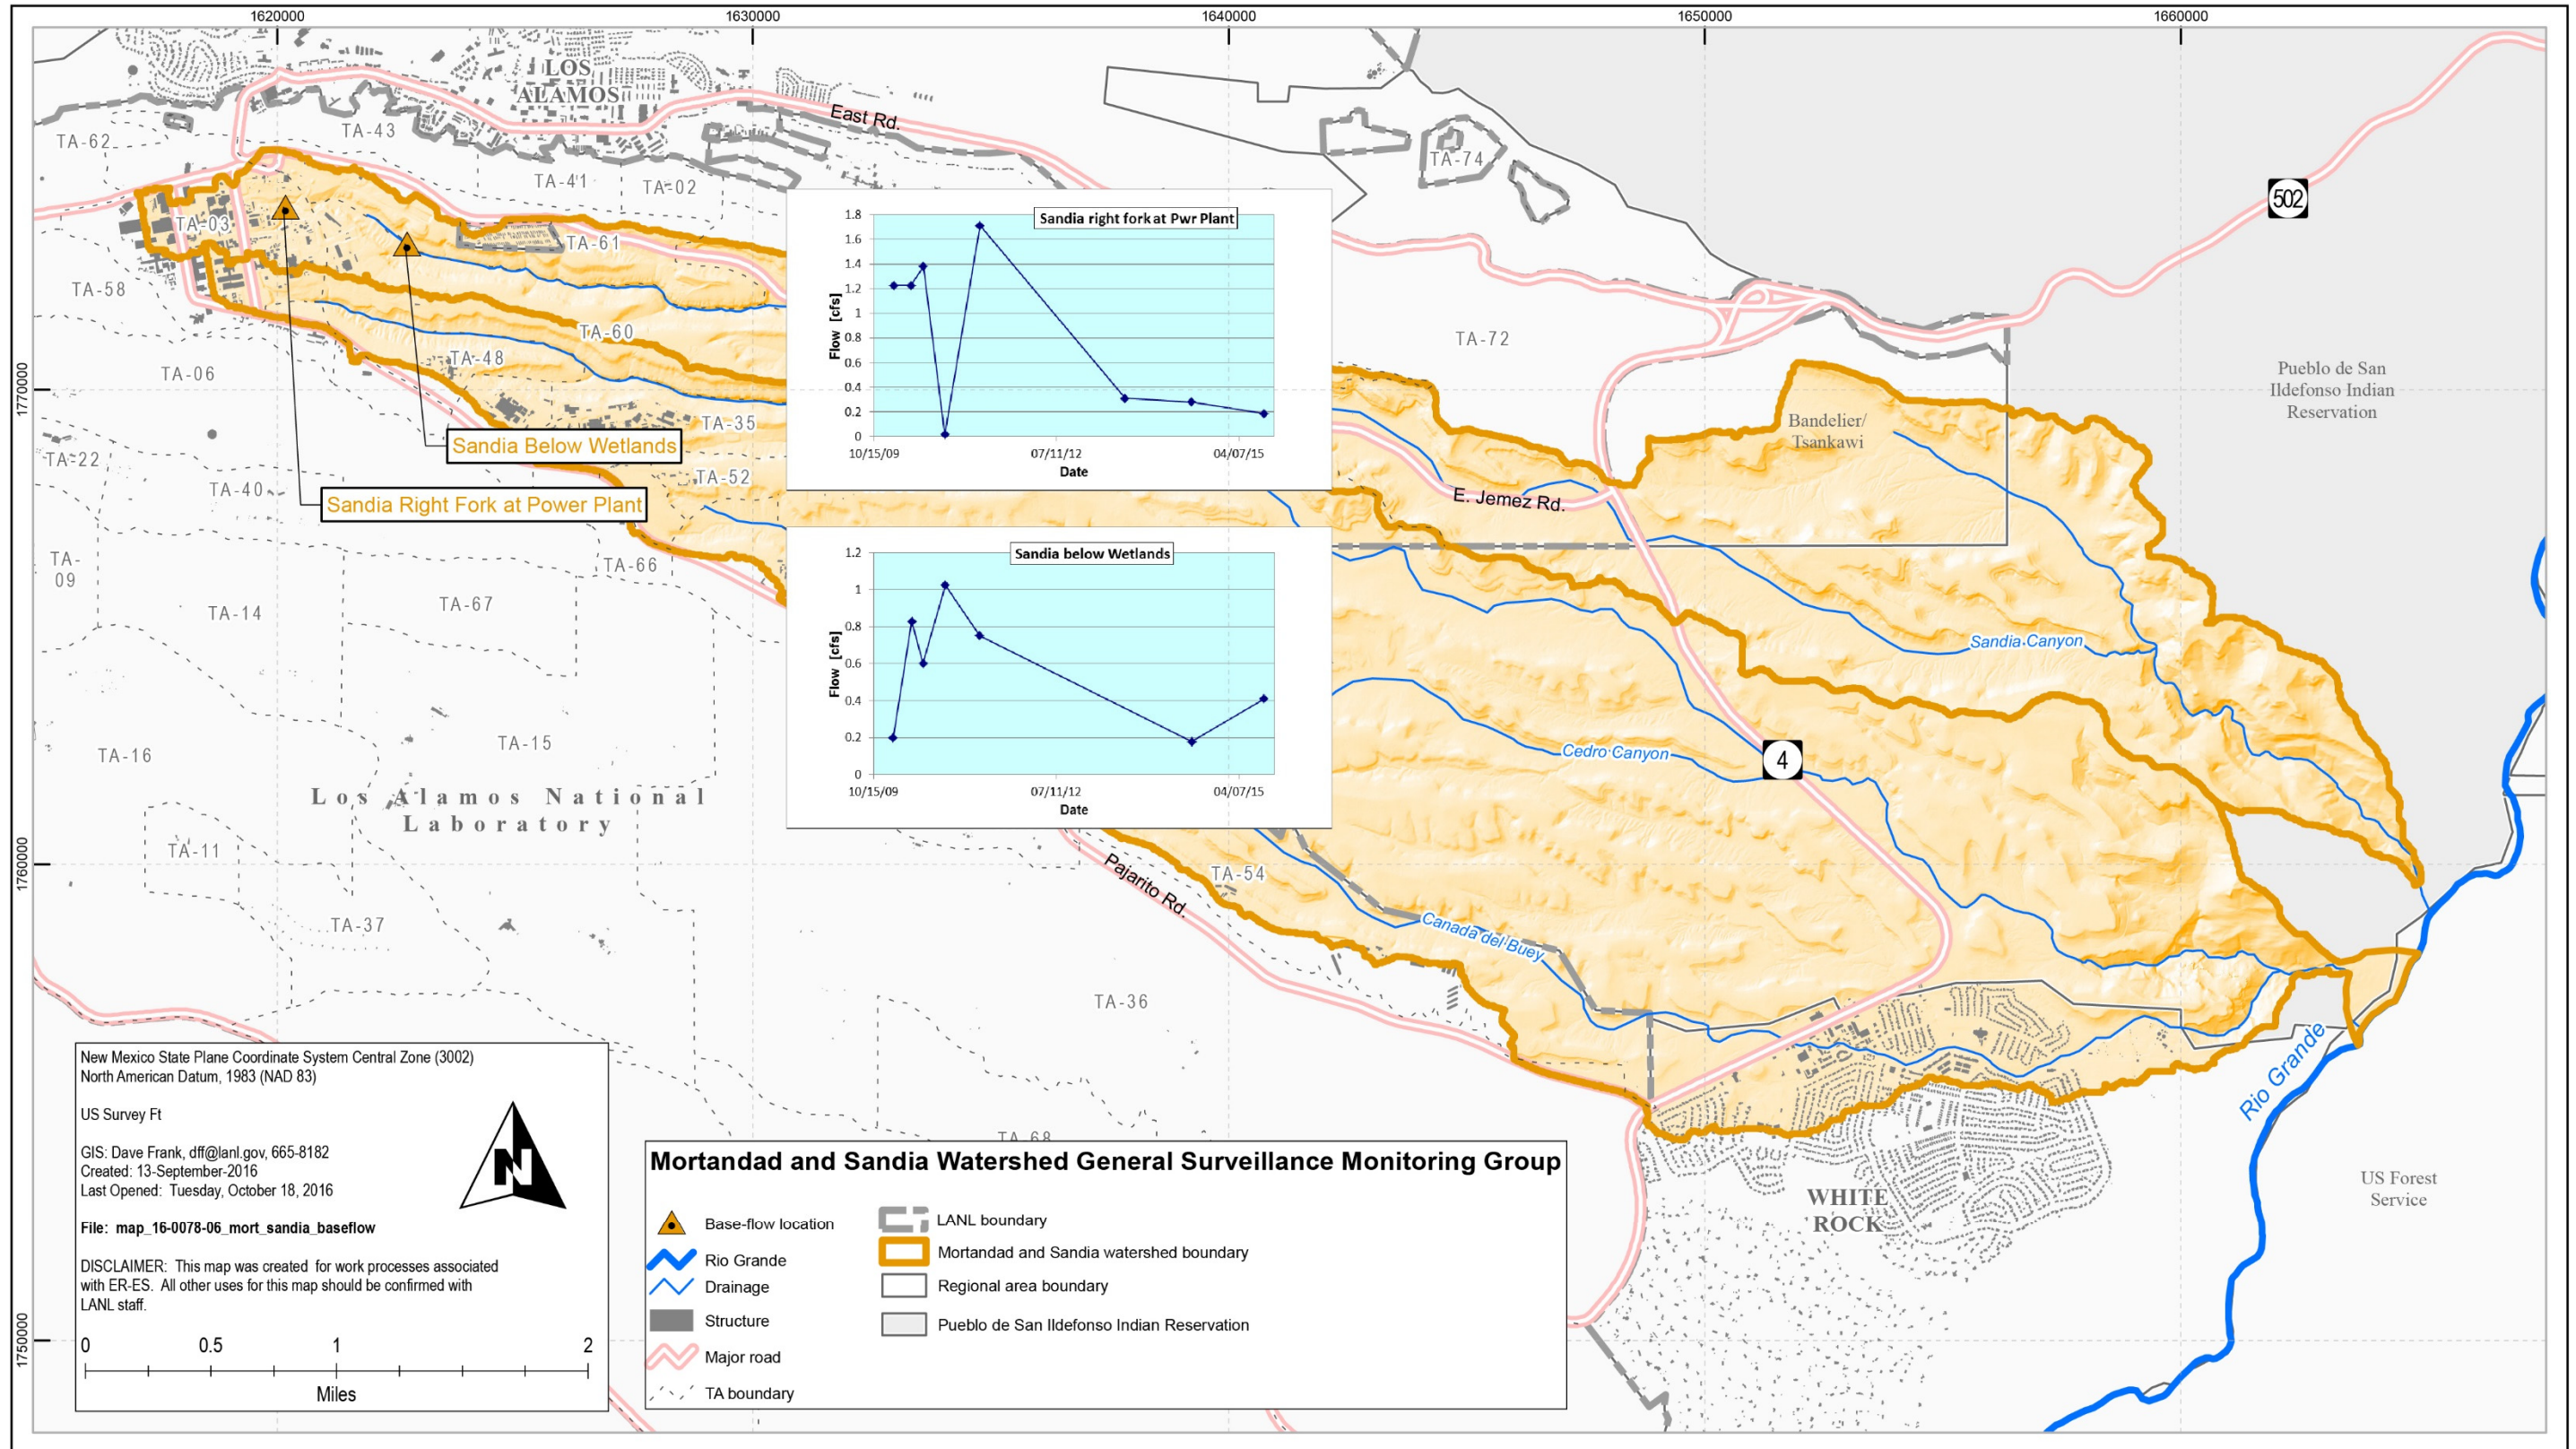 1620000
1630000
1640000
1650000
1660000
1770000
1760000
1750000
LOS
ALAMOS
East Rd.
TA-62
TA-43
TA-41
TA-02
TA-74
502
TA-03
TA-61
TA-58
TA-60
TA-72
TA-48
TA-06
TA-35
Pueblo de San
Ildefonso Indian
Reservation
Bandelier/
Tsankawi
Sandia Below Wetlands
TA-22
TA-52
TA-40
Sandia Right Fork at Power Plant
E. Jemez Rd.
TA-
09
TA-66
TA-14
TA-67
Sandia Canyon
TA-16
TA-15
Cedro Canyon
4
Los Alamos National
Laboratory
TA-11
Pajarito Rd.
TA-54
TA-37
Canada del Buey
TA-36
Rio Grande
TA-68
WHITE
ROCK
US Forest
Service
Sandia right fork at Pwr Plant
Flow [cfs]
1.8
1.6
1.4
1.2
1
0.8
0.6
0.4
0.2
0
10/15/09
07/11/12
04/07/15
Date
Sandia below Wetlands
Flow [cfs]
1.2
1
0.8
0.6
0.4
0.2
0
10/15/09
07/11/12
04/07/15
Date
New Mexico State Plane Coordinate System Central Zone (3002)
North American Datum, 1983 (NAD 83)
US Survey Ft
GIS: Dave Frank, dff@lanl.gov, 665-8182
Created: 13-September-2016
Last Opened: Tuesday, October 18, 2016
File: map_16-0078-06_mort_sandia_baseflow
DISCLAIMER: This map was created for work processes associated
with ER-ES. All other uses for this map should be confirmed with
LANL staff.
N
0 0.5 1 2
Miles
Mortandad and Sandia Watershed General Surveillance Monitoring Group
Base-flow location
Rio Grande
Drainage
Structure
Major road
TA boundary
LANL boundary
Mortandad and Sandia watershed boundary
Regional area boundary
Pueblo de San Ildefonso Indian Reservation